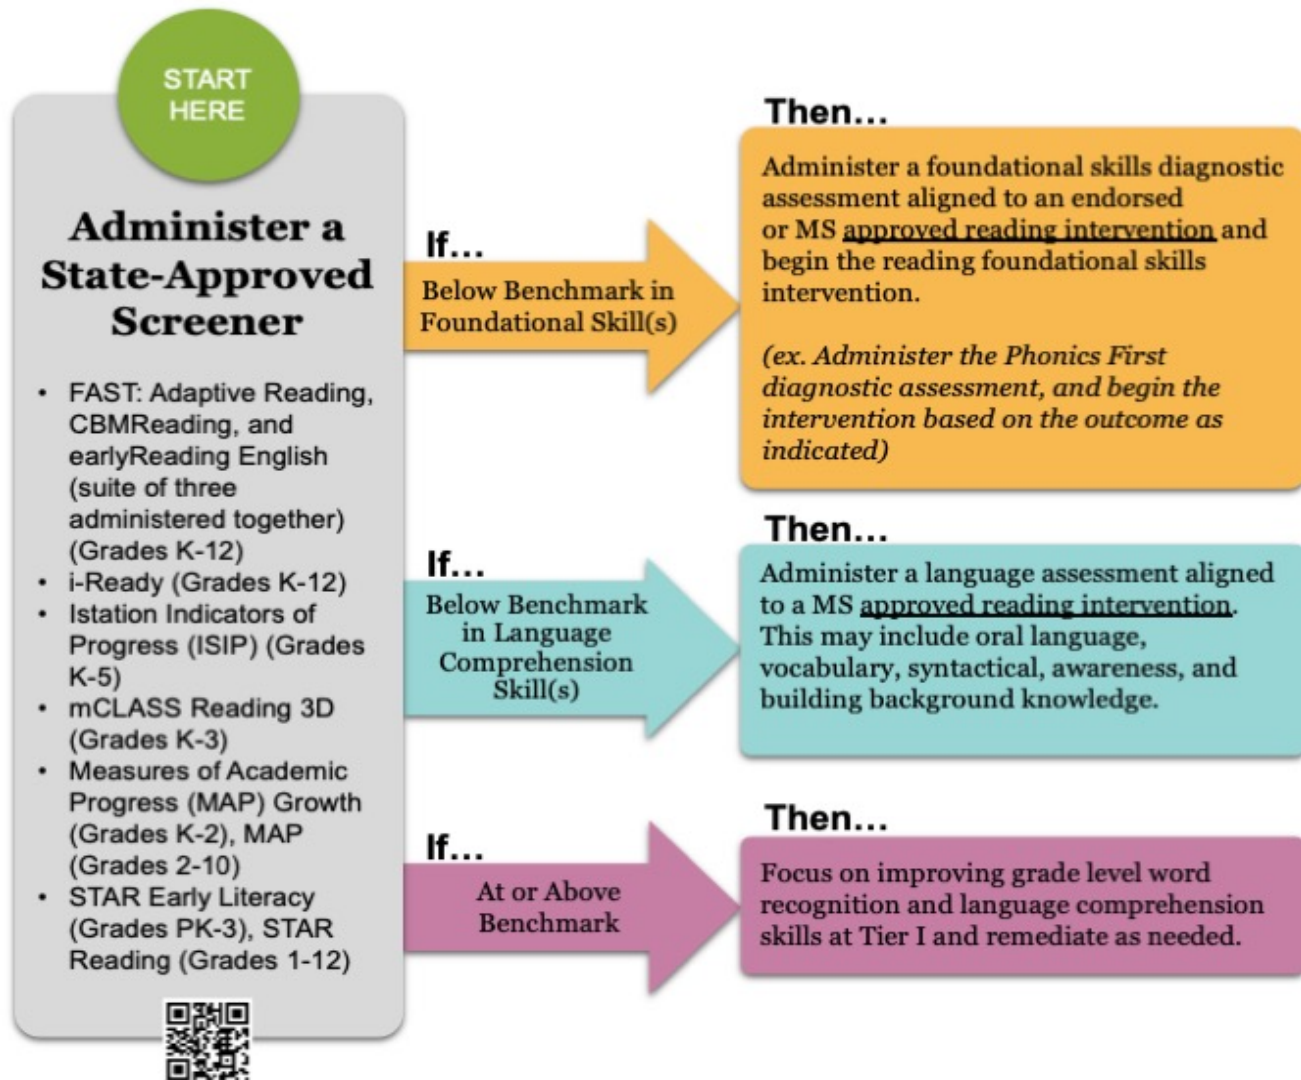 START
HERE
Administer a
State-Approved
Screener
• FAST: Adaptive Reading,
CBMReading, and
earlyReading English
(suite of three
administered together)
(Grades K-12)
• i-Ready (Grades K-12)
• Istation Indicators of
Progress (ISIP) (Grades
K-5)
• mCLASS Reading 3D
(Grades K-3)
• Measures of Academic
Progress (MAP) Growth
(Grades K-2), MAP
(Grades 2-10)
• STAR Early Literacy
(Grades PK-3), STAR
Reading (Grades 1-12)
If...
Below Benchmark in
Foundational Skill(s)
Then...
Administer a foundational skills diagnostic
assessment aligned to an endorsed
or MS approved reading intervention and
begin the reading foundational skills
intervention.
(ex. Administer the Phonics First
diagnostic assessment, and begin the
intervention based on the outcome as
indicated)
If...
Below Benchmark
in Language
Comprehension
Skill(s)
Then...
Administer a language assessment aligned
to a MS approved reading intervention.
This may include oral language,
vocabulary, syntactical, awareness, and
building background knowledge.
If...
At or Above
Benchmark
Then...
Focus on improving grade level word
recognition and language comprehension
skills at Tier I and remediate as needed.